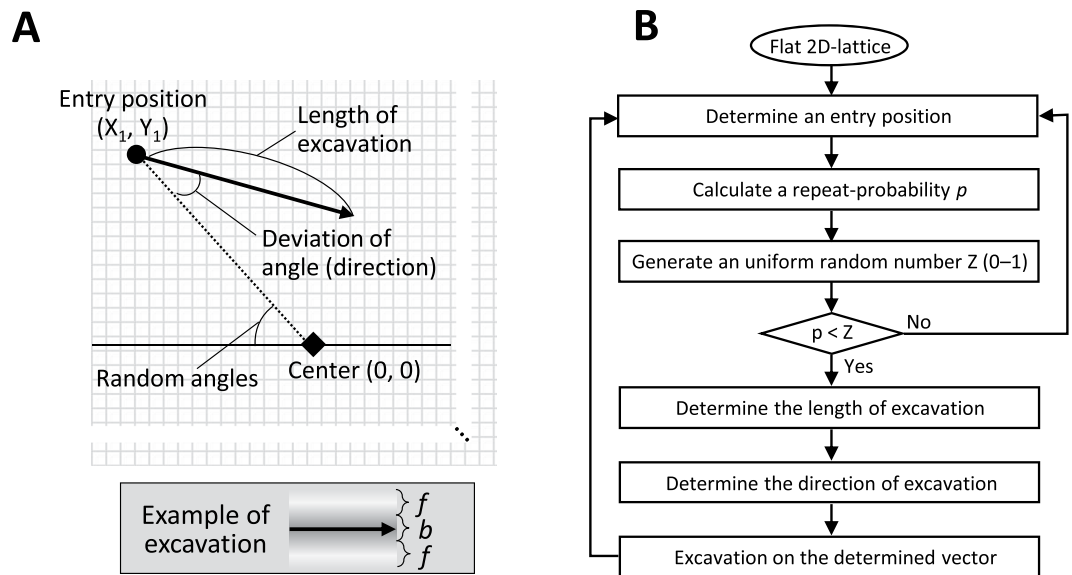 A
Entry position
(X1, Y1)
Length of
excavation
Deviation of
angle (direction)
Random angles
Center (0, 0)
Example of
excavation
f
b
f
B
Flat 2D-lattice
Determine an entry position
Calculate a repeat-probability p
Generate an uniform random number Z (0–1)
p < Z
No
Yes
Determine the length of excavation
Determine the direction of excavation
Excavation on the determined vector